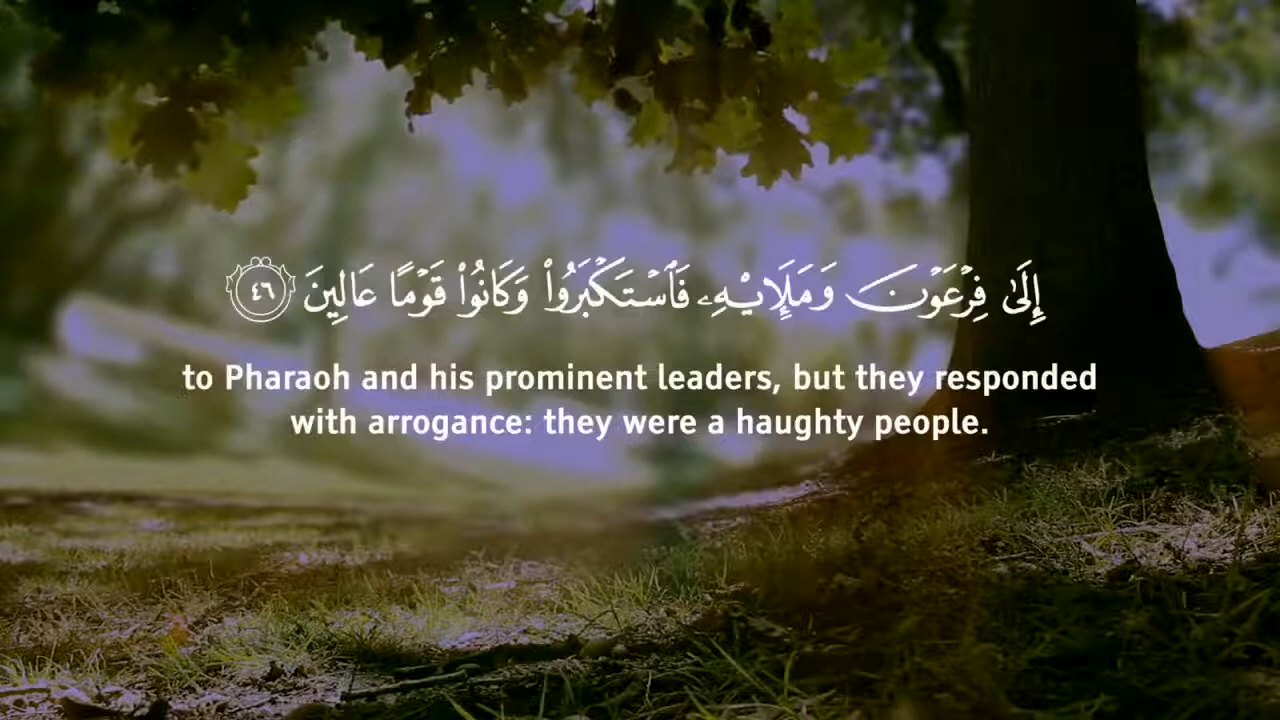 إِلَىٰ فِرْعَوْنَ وَمَلَإِيْهِۦ فَٱسْتَكْبَرُوا۟ وَكَانُوا۟ قَوْمًا عَالِينَ ٤٦
to Pharaoh and his prominent leaders, but they responded
with arrogance: they were a haughty people.